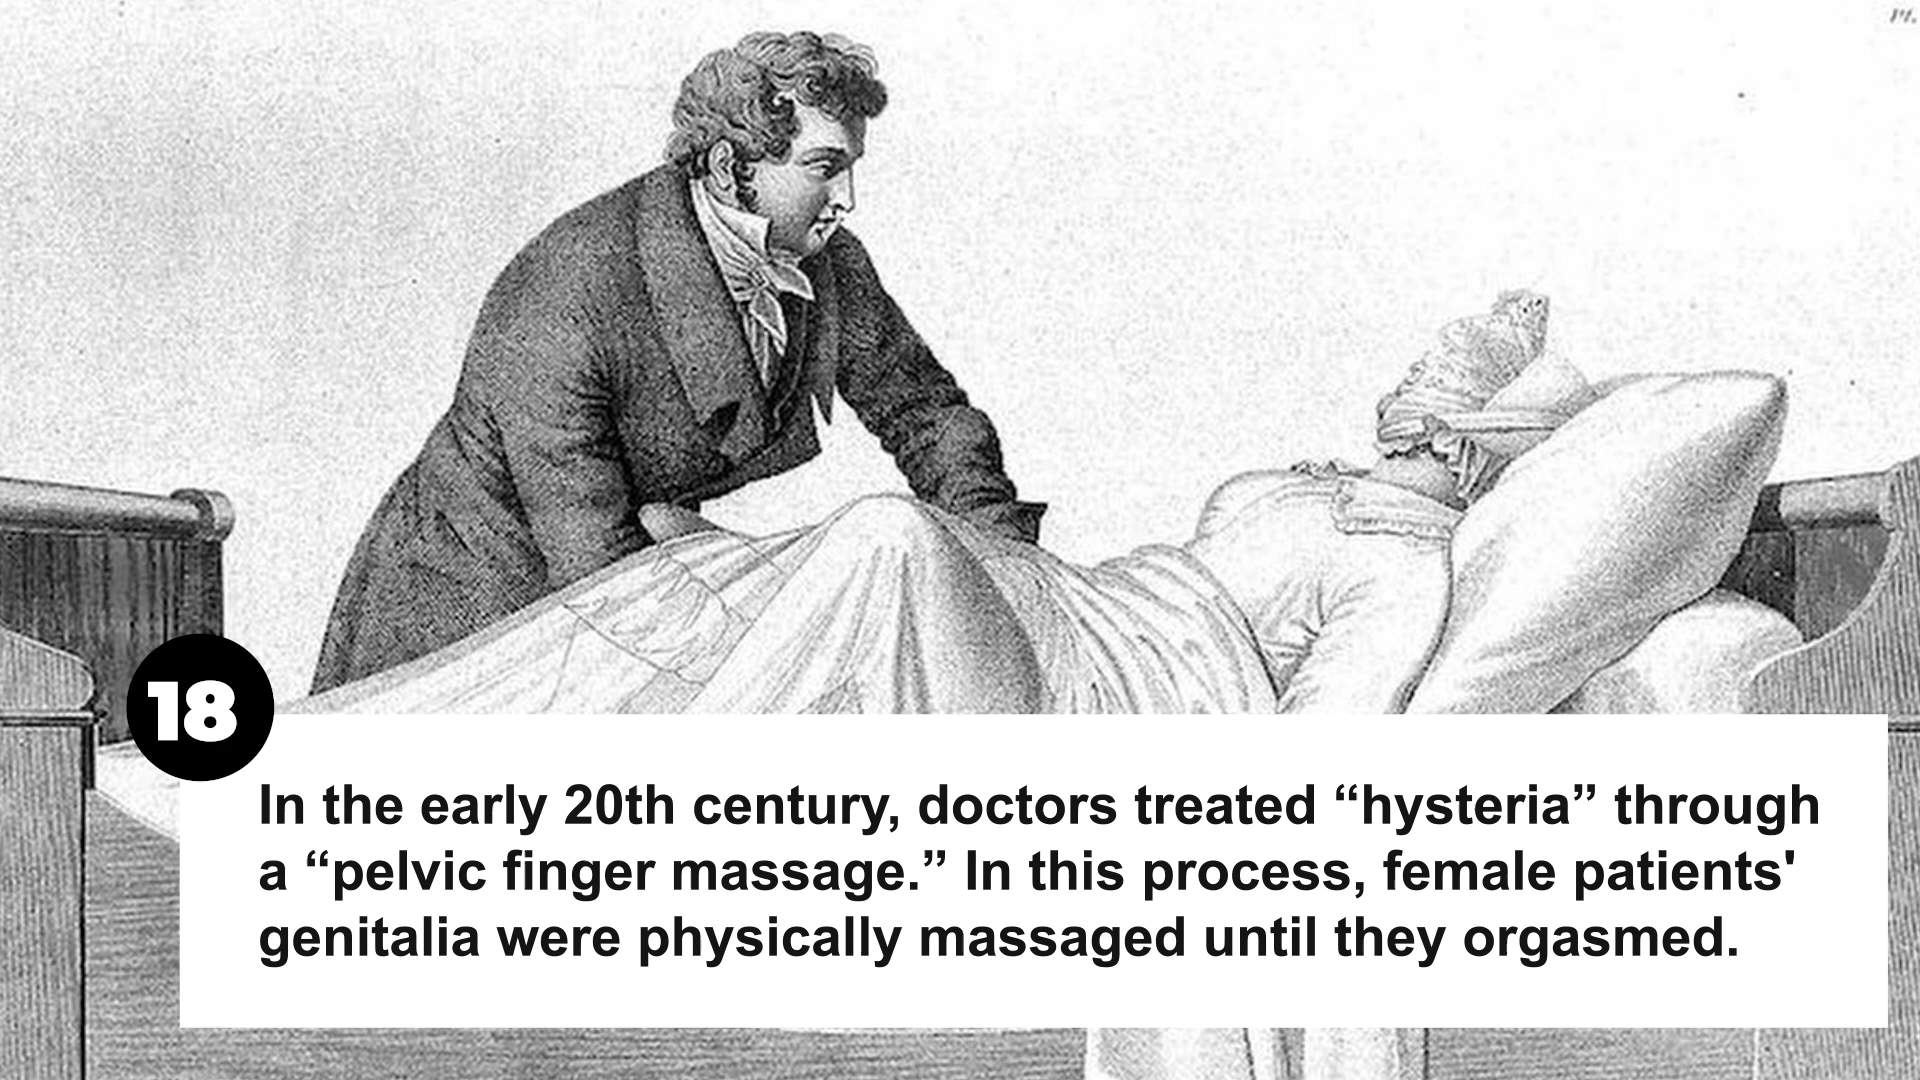 18
In the early 20th century, doctors treated “hysteria” through
a “pelvic finger massage.” In this process, female patients'
genitalia were physically massaged until they orgasmed.